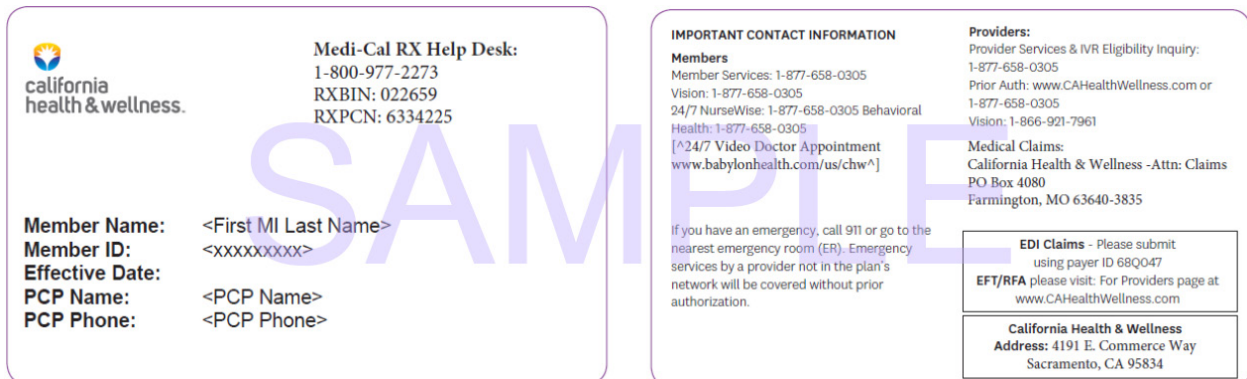 california
health & wellness.
Medi-Cal RX Help Desk:
1-800-977-2273
RXBIN: 022659
RXPCN: 6334225
Member Name: <First MI Last Name>
Member ID: <xxxxxxxxx>
Effective Date:
PCP Name: <PCP Name>
PCP Phone: <PCP Phone>
SAMPLE
IMPORTANT CONTACT INFORMATION
Members
Member Services: 1-877-658-0305
Vision: 1-877-658-0305
24/7 NurseWise: 1-877-658-0305 Behavioral
Health: 1-877-658-0305
[^24/7 Video Doctor Appointment
www.babylonhealth.com/us/chw^]
If you have an emergency, call 911 or go to the
nearest emergency room (ER). Emergency
services by a provider not in the plan's
network will be covered without prior
authorization.
Providers:
Provider Services & IVR Eligibility Inquiry:
1-877-658-0305
Prior Auth: www.CAHealthWellness.com or
1-877-658-0305
Vision: 1-866-921-7961
Medical Claims:
California Health & Wellness -Attn: Claims
PO Box 4080
Farmington, MO 63640-3835
EDI Claims - Please submit
using payer ID 68Q047
EFT/RFA please visit: For Providers page at
www.CAHealthWellness.com
California Health & Wellness
Address: 4191 E. Commerce Way
Sacramento, CA 95834